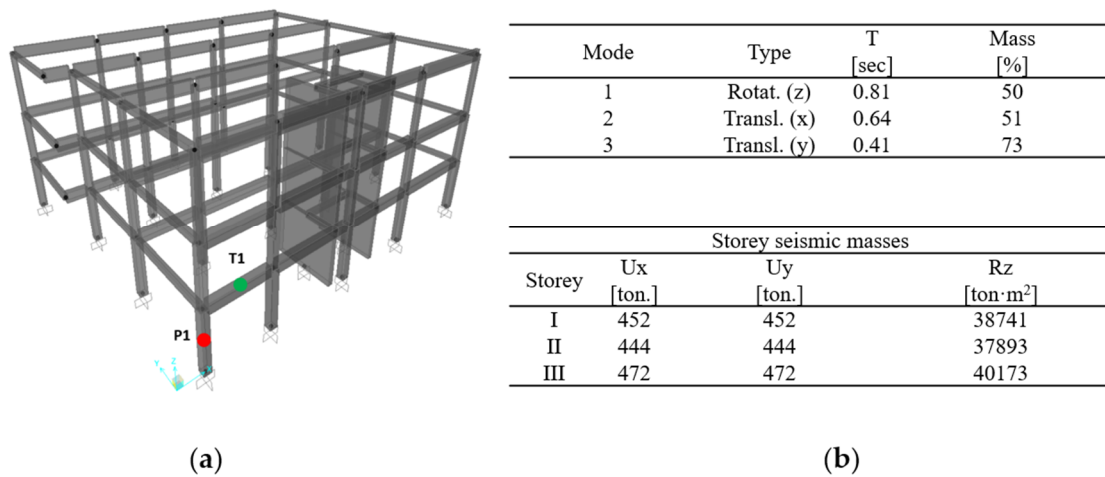 T1
P1
Y
Z
Mode Type T [sec] Mass [%]
1 Rotat. (z) 0.81 50
2 Transl. (x) 0.64 51
3 Transl. (y) 0.41 73
Storey seismic masses
Storey Ux [ton.] Uy [ton.] Rz [ton·m²]
I 452 452 38741
II 444 444 37893
III 472 472 40173
(a)
(b)